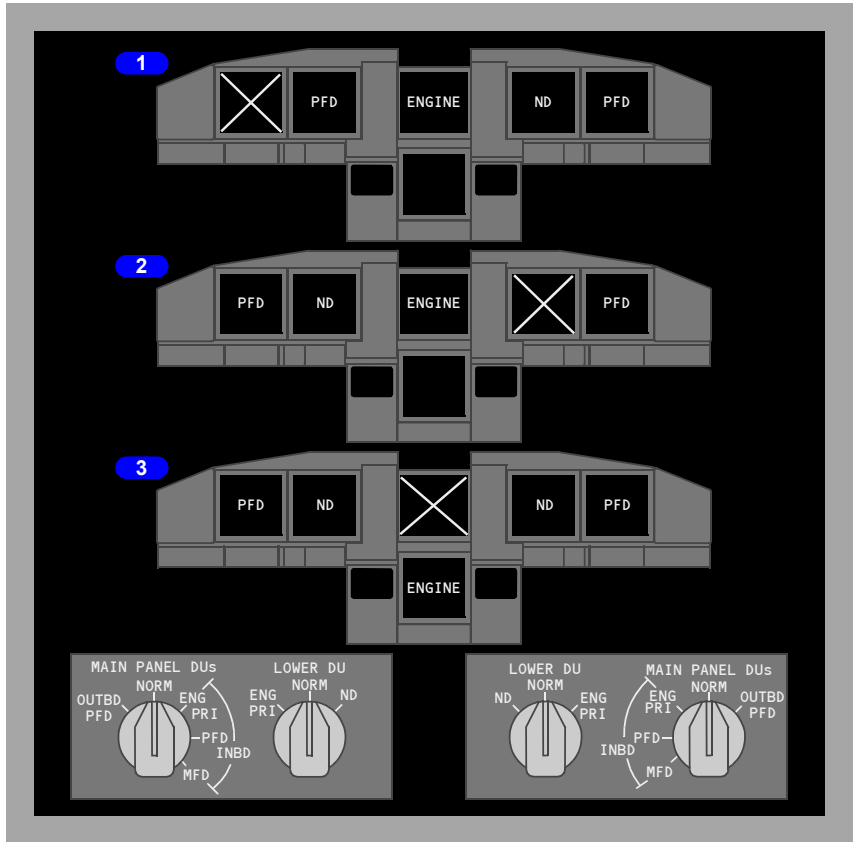 1
PFD ENGINE ND PFD
2
PFD ND ENGINE PFD
3
PFD ND ND PFD
ENGINE
MAIN PANEL DUs
NORM
OUTBD
PFD
ENG
PRI
PFD
INBD
MFD
LOWER DU
NORM
ENG
PRI
ND
LOWER DU
NORM
ND
ENG
PRI
MAIN PANEL DUs
NORM
ENG
PRI
OUTBD
PFD
PFD
INBD
MFD